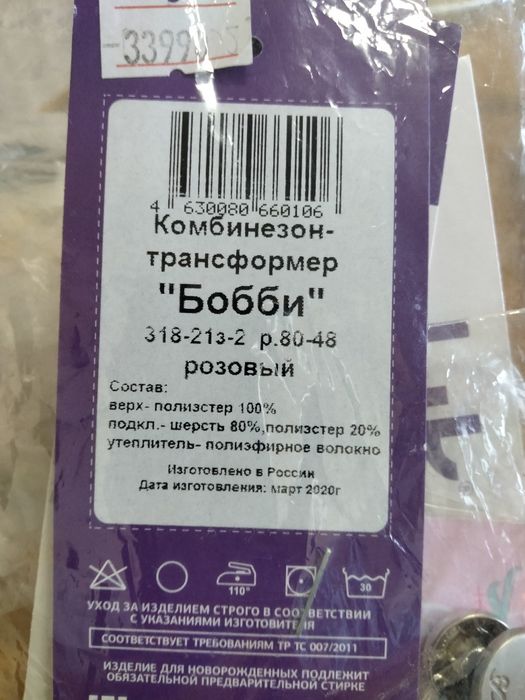 4 630080 660106
Комбинезон-
трансформер
"Бобби"
318-21з-2 р.80-48
розовый
Состав:
верх- полиэстер 100%
подкл.- шерсть 80%,полиэстер 20%
утеплитель- полиэфирное волокно
Изготовлено в России
Дата изготовления: март 2020г
110°
30
УХОД ЗА ИЗДЕЛИЕМ СТРОГО В СООТВЕТСТВИИ
С УКАЗАНИЯМИ ИЗГОТОВИТЕЛЯ
СООТВЕТСТВУЕТ ТРЕБОВАНИЯМ ТР ТС 007/2011
ИЗДЕЛИЕ ДЛЯ НОВОРОЖДЕННЫХ ПОДЛЕЖИТ
ОБЯЗАТЕЛЬНОЙ ПРЕДВАРИТЕЛЬНОЙ СТИРКЕ